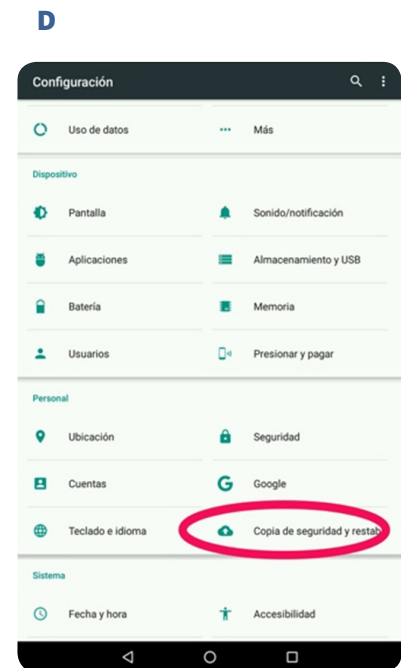 D
Configuración
Uso de datos Más
Dispositivo
Pantalla Sonido/notificación
Aplicaciones Almacenamiento y USB
Batería Memoria
Usuarios Presionar y pagar
Personal
Ubicación Seguridad
Cuentas Google
Teclado e idioma Copia de seguridad y restab
Sistema
Fecha y hora Accesibilidad